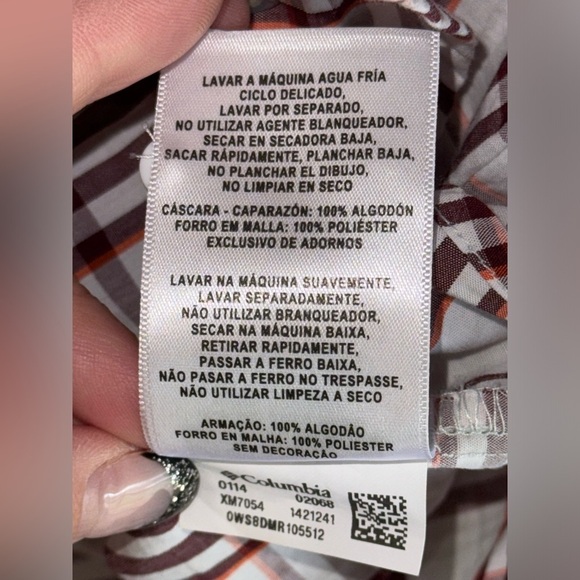 LAVAR A MÁQUINA AGUA FRÍA
CICLO DELICADO,
LAVAR POR SEPARADO,
NO UTILIZAR AGENTE BLANQUEADOR,
SECAR EN SECADORA BAJA,
SACAR RÁPIDAMENTE, PLANCHAR BAJA,
NO PLANCHAR EL DIBUJO,
NO LIMPIAR EN SECO
CÁSCARA - CAPARAZÓN: 100% ALGODÓN
FORRO EM MALLA: 100% POLIÉSTER
EXCLUSIVO DE ADORNOS
LAVAR NA MÁQUINA SUAVEMENTE,
LAVAR SEPARADAMENTE,
NÃO UTILIZAR BRANQUEADOR,
SECAR NA MÁQUINA BAIXA,
RETIRAR RAPIDAMENTE,
PASSAR A FERRO BAIXA,
NÃO PASAR A FERRO NO TRESPASSE,
NÃO UTILIZAR LIMPEZA A SECO
ARMAÇÃO: 100% ALGODÃO
FORRO EN MALHA: 100% POLIESTER
SEM DECORAÇÃO
Columbia
0114 02068
XM7054 1421241
0WS8DMR105512